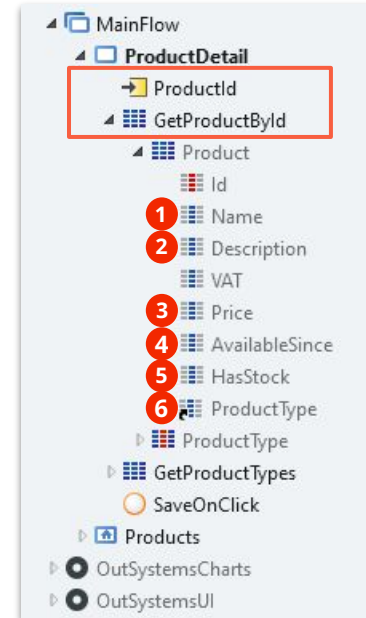 MainFlow
ProductDetail
ProductId
GetProductById
Product
Id
1 Name
2 Description
VAT
3 Price
4 AvailableSince
5 HasStock
6 ProductType
ProductType
GetProductTypes
SaveOnClick
Products
OutSystemsCharts
OutSystemsUI